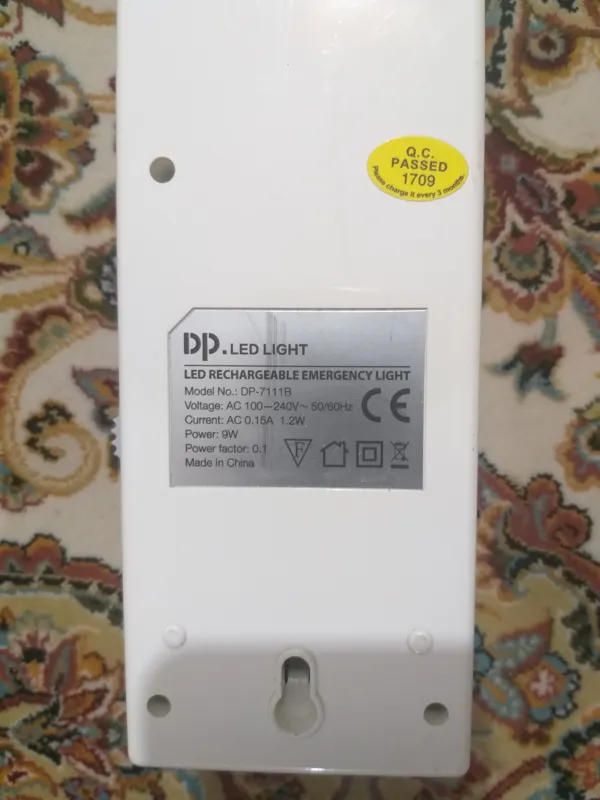 Q.C.
PASSED
1709
Please charge it every 3 months.
DP. LED LIGHT
LED RECHARGEABLE EMERGENCY LIGHT
Model No.: DP-7111B
Voltage: AC 100—240V~ 50/60Hz
Current: AC 0.15A 1.2W
Power: 9W
Power factor: 0.1
Made In China
CE
F